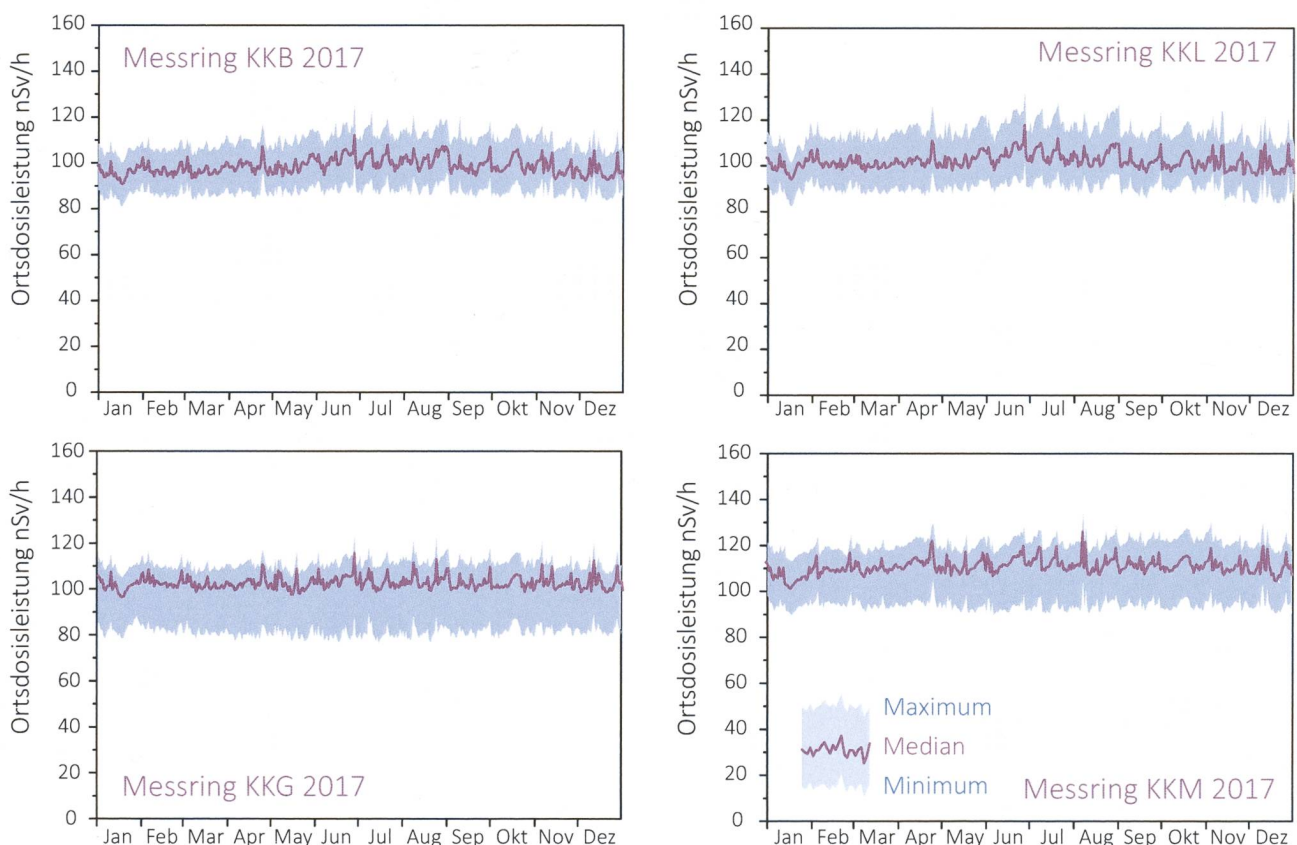 Messring KKB 2017
Ortsdosisleistung nSv/h
160
140
120
100
80
60
40
20
0
Jan Feb Mar Apr May Jun Jul Aug Sep Okt Nov Dez
Messring KKL 2017
Ortsdosisleistung nSv/h
160
140
120
100
80
60
40
20
0
Jan Feb Mar Apr May Jun Jul Aug Sep Okt Nov Dez
Messring KKG 2017
Ortsdosisleistung nSv/h
160
140
120
100
80
60
40
20
0
Jan Feb Mar Apr May Jun Jul Aug Sep Okt Nov Dez
Ortsdosisleistung nSv/h
160
140
120
100
80
60
40
20
0
Maximum
Median
Minimum
Messring KKM 2017
Jan Feb Mar Apr May Jun Jul Aug Sep Okt Nov Dez